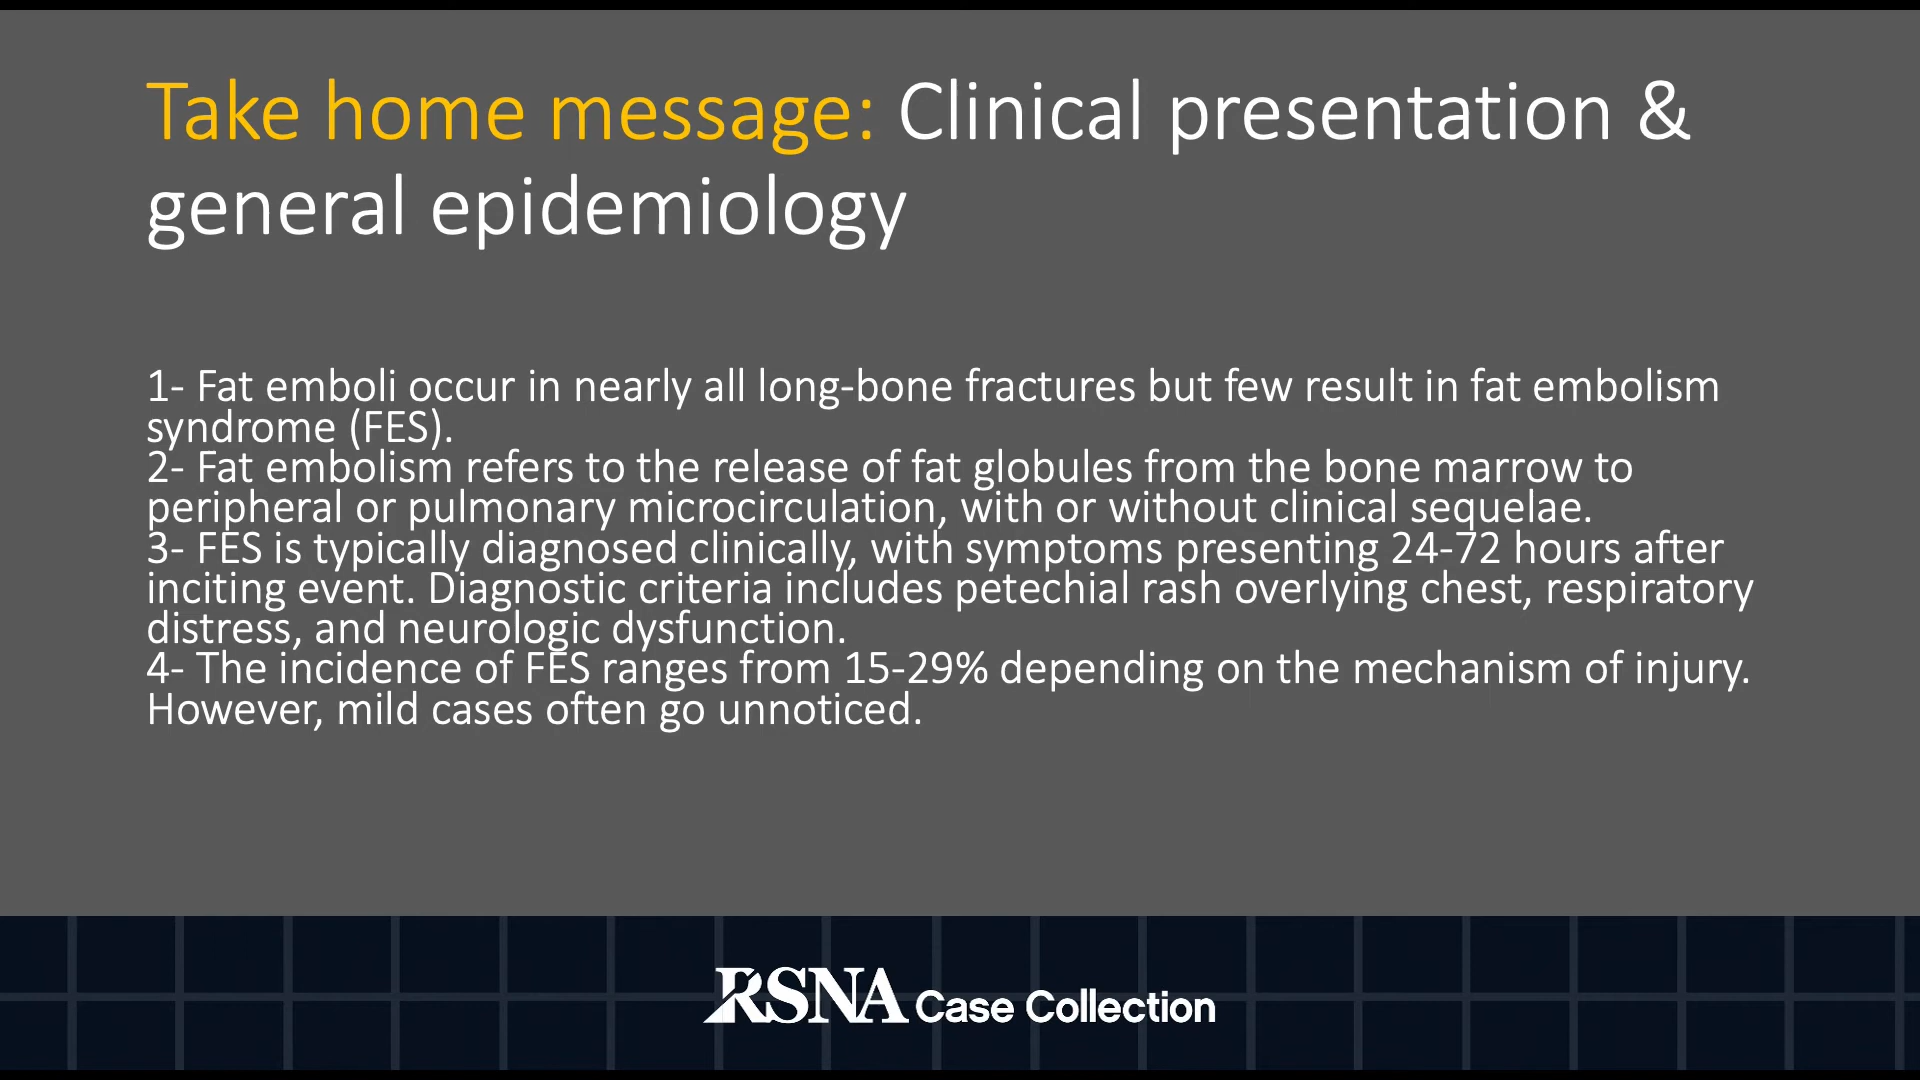 Take home message: Clinical presentation &
general epidemiology
1- Fat emboli occur in nearly all long-bone fractures but few result in fat embolism
syndrome (FES).
2- Fat embolism refers to the release of fat globules from the bone marrow to
peripheral or pulmonary microcirculation, with or without clinical sequelae.
3- FES is typically diagnosed clinically, with symptoms presenting 24-72 hours after
inciting event. Diagnostic criteria includes petechial rash overlying chest, respiratory
distress, and neurologic dysfunction.
4- The incidence of FES ranges from 15-29% depending on the mechanism of injury.
However, mild cases often go unnoticed.
RSNA Case Collection